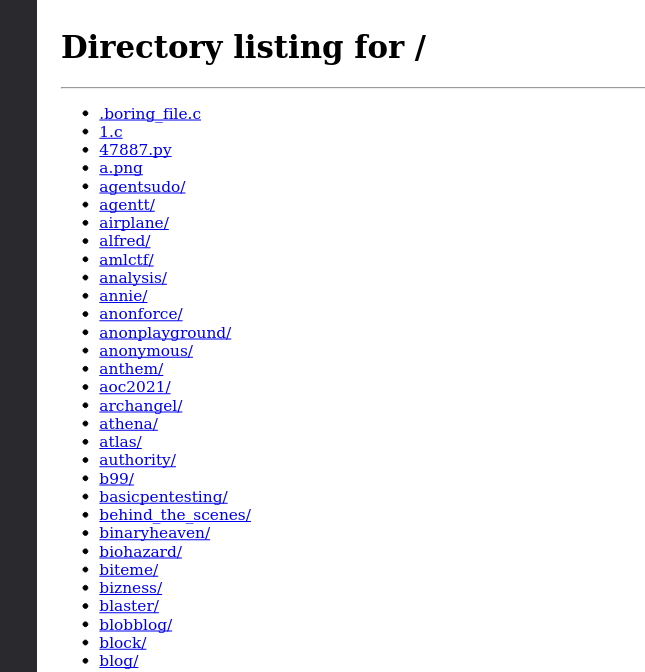 Directory listing for /
.boring_file.c
1.c
47887.py
a.png
agentsudo/
agentt/
airplane/
alfred/
amlctf/
analysis/
annie/
anonforce/
anonplayground/
anonymous/
anthem/
aoc2021/
archangel/
athena/
atlas/
authority/
b99/
basicpentesting/
behind_the_scenes/
binaryheaven/
biohazard/
biteme/
bizness/
blaster/
blobblog/
block/
blog/